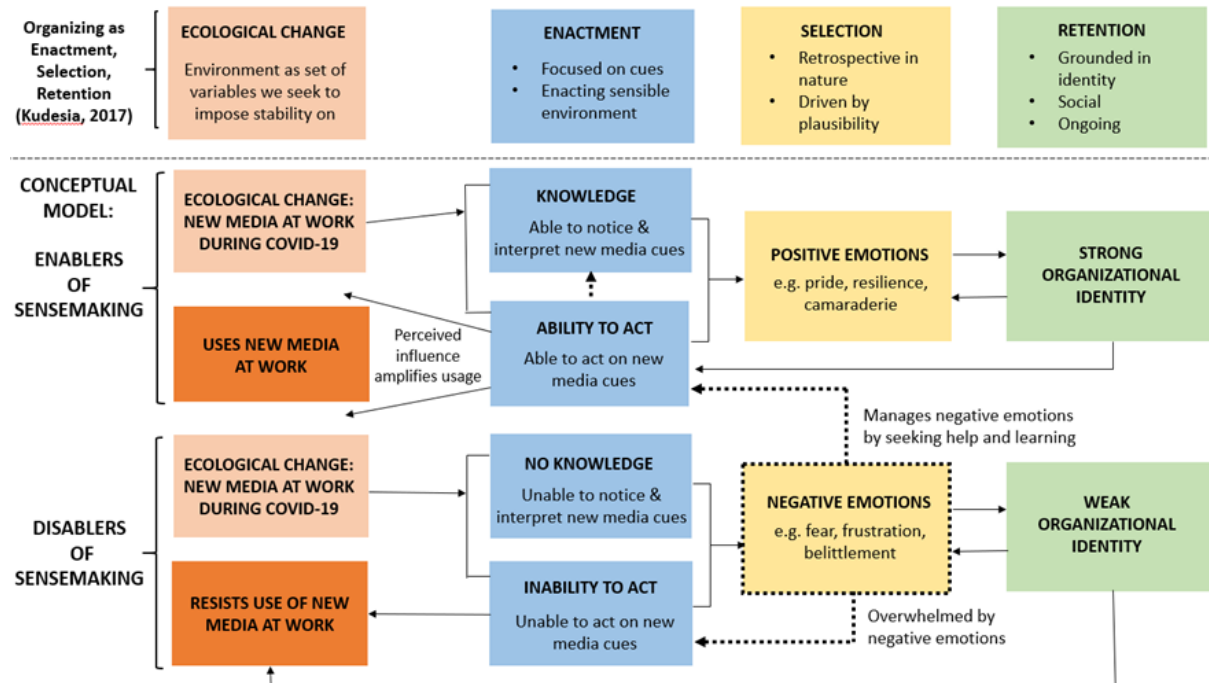 Organizing as
Enactment,
Selection,
Retention
(Kudesia, 2017)
ECOLOGICAL CHANGE
Environment as set of
variables we seek to
impose stability on
ENACTMENT
• Focused on cues
• Enacting sensible
environment
SELECTION
• Retrospective in
nature
• Driven by
plausibility
RETENTION
• Grounded in
identity
• Social
• Ongoing
CONCEPTUAL
MODEL:
ENABLERS
OF
SENSEMAKING
ECOLOGICAL CHANGE:
NEW MEDIA AT WORK
DURING COVID-19
KNOWLEDGE
Able to notice &
interpret new media cues
POSITIVE EMOTIONS
e.g. pride, resilience,
camaraderie
STRONG
ORGANIZATIONAL
IDENTITY
USES NEW MEDIA
AT WORK
Perceived
influence
amplifies usage
ABILITY TO ACT
Able to act on new
media cues
Manages negative emotions
by seeking help and learning
DISABLERS
OF
SENSEMAKING
ECOLOGICAL CHANGE:
NEW MEDIA AT WORK
DURING COVID-19
NO KNOWLEDGE
Unable to notice &
interpret new media cues
NEGATIVE EMOTIONS
e.g. fear, frustration,
belittlement
WEAK
ORGANIZATIONAL
IDENTITY
RESISTS USE OF NEW
MEDIA AT WORK
INABILITY TO ACT
Unable to act on new
media cues
Overwhelmed by
negative emotions